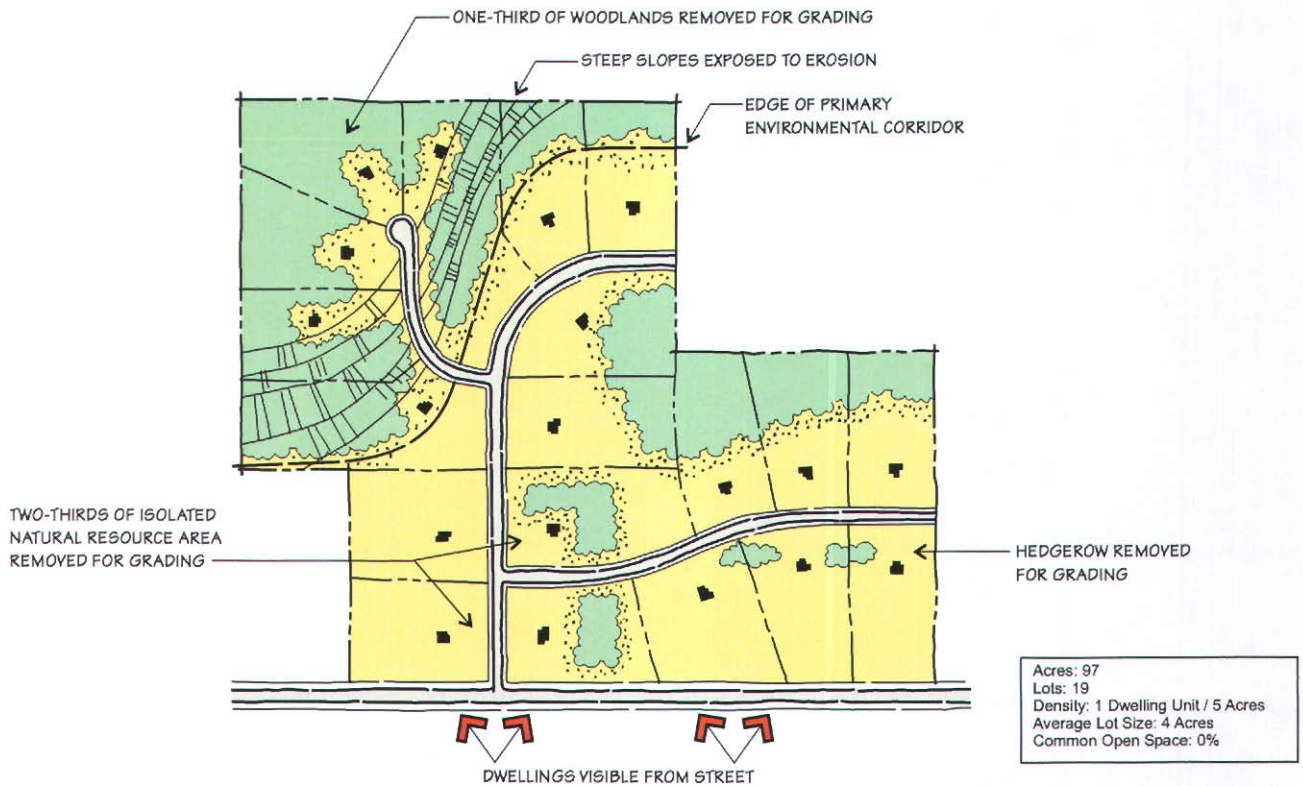 ONE-THIRD OF WOODLANDS REMOVED FOR GRADING
STEEP SLOPES EXPOSED TO EROSION
EDGE OF PRIMARY
ENVIRONMENTAL CORRIDOR
TWO-THIRDS OF ISOLATED
NATURAL RESOURCE AREA
REMOVED FOR GRADING
HEDGEROW REMOVED
FOR GRADING
Acres: 97
Lots: 19
Density: 1 Dwelling Unit / 5 Acres
Average Lot Size: 4 Acres
Common Open Space: 0%
DWELLINGS VISIBLE FROM STREET